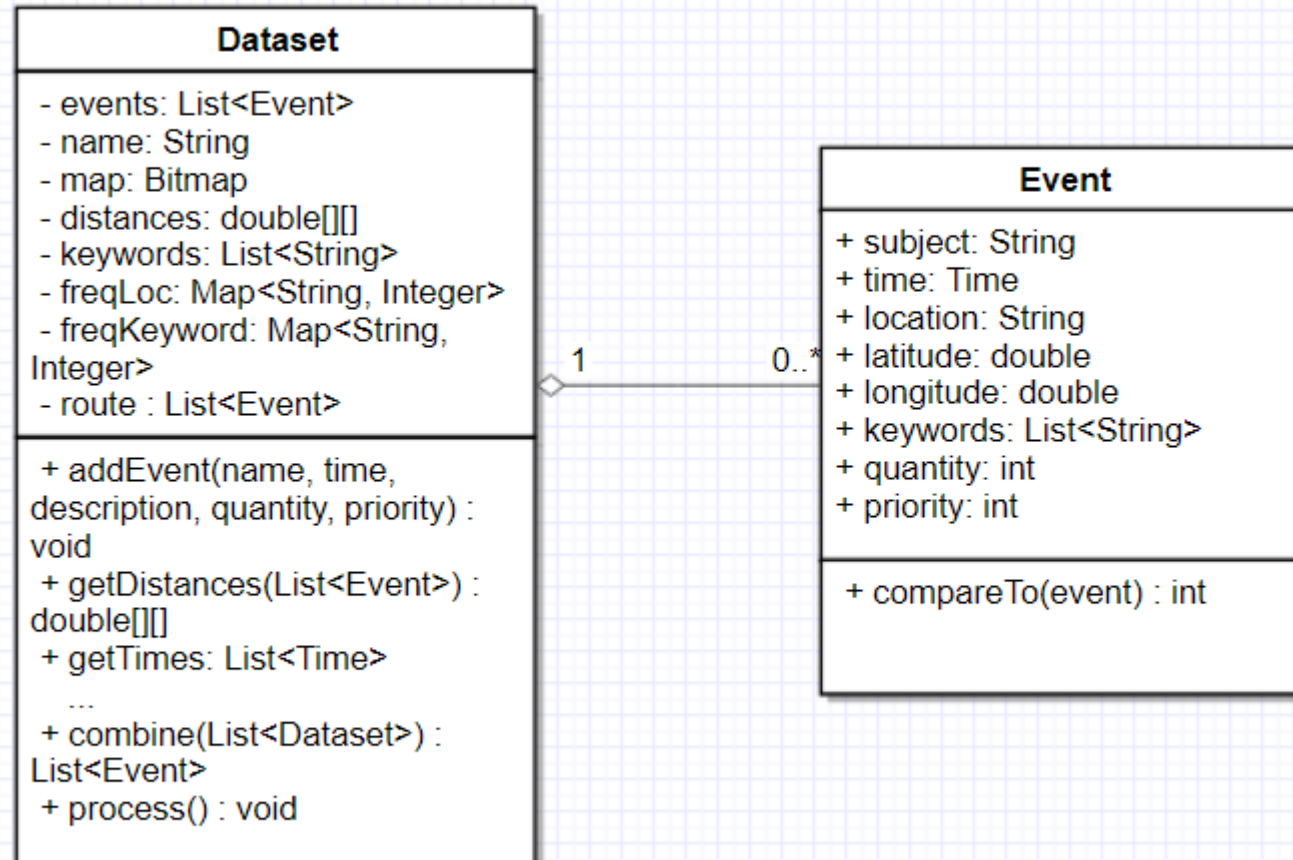 Dataset
- events: List<Event>
- name: String
- map: Bitmap
- distances: double[][]
- keywords: List<String>
- freqLoc: Map<String, Integer>
- freqKeyword: Map<String,
Integer>
- route : List<Event>
+ addEvent(name, time,
description, quantity, priority) :
void
+ getDistances(List<Event>) :
double[][]
+ getTimes: List<Time>
...
+ combine(List<Dataset>) :
List<Event>
+ process() : void
1
0..*
Event
+ subject: String
+ time: Time
+ location: String
+ latitude: double
+ longitude: double
+ keywords: List<String>
+ quantity: int
+ priority: int
+ compareTo(event) : int